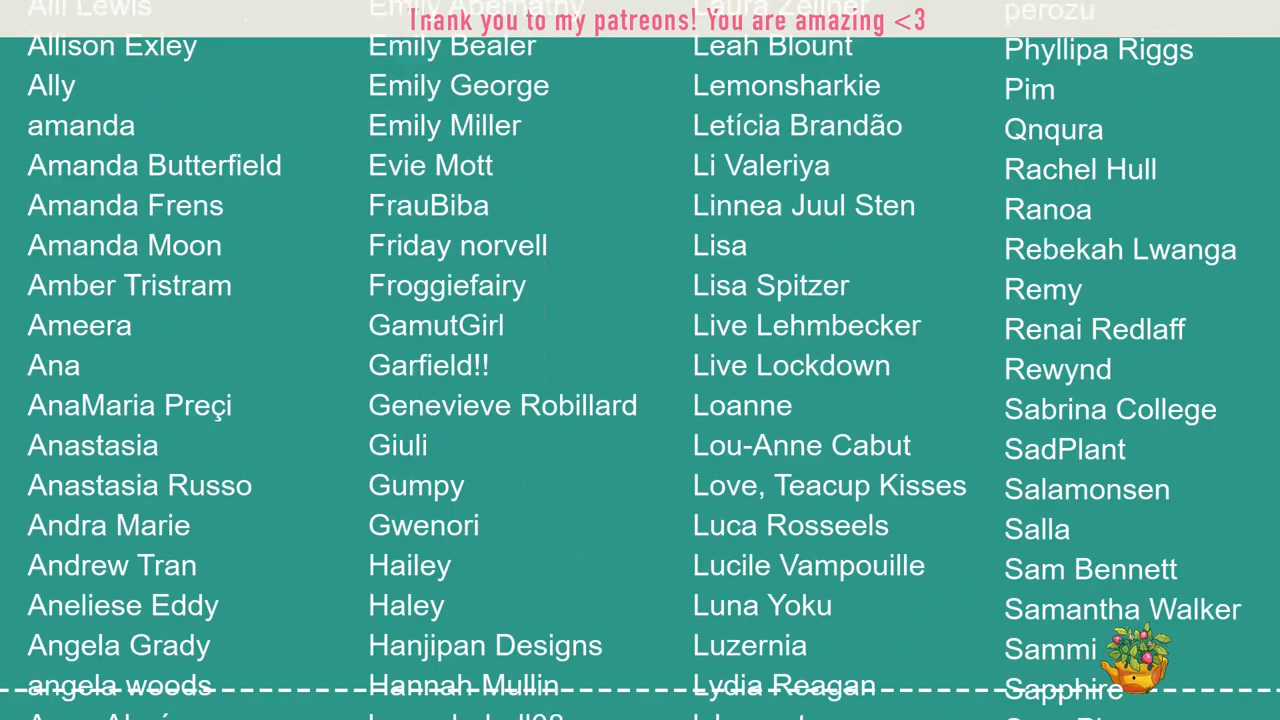 Thank you to my patreons! You are amazing <3
Alli Lewis
Allison Exley
Ally
amanda
Amanda Butterfield
Amanda Frens
Amanda Moon
Amber Tristram
Ameera
Ana
AnaMaria Preçi
Anastasia
Anastasia Russo
Andra Marie
Andrew Tran
Aneliese Eddy
Angela Grady
angela woods
Emily Abernathy
Emily Bealer
Emily George
Emily Miller
Evie Mott
FrauBiba
Friday norvell
Froggiefairy
GamutGirl
Garfield!!
Genevieve Robillard
Giuli
Gumpy
Gwenori
Hailey
Haley
Hanjipan Designs
Hannah Mullin
Laura Zellner
Leah Blount
Lemonsharkie
Letícia Brandão
Li Valeriya
Linnea Juul Sten
Lisa
Lisa Spitzer
Live Lehmbecker
Live Lockdown
Loanne
Lou-Anne Cabut
Love, Teacup Kisses
Luca Rosseels
Lucile Vampouille
Luna Yoku
Luzernia
Lydia Reagan
perozu
Phyllipa Riggs
Pim
Qnqura
Rachel Hull
Ranoa
Rebekah Lwanga
Remy
Renai Redlaff
Rewynd
Sabrina College
SadPlant
Salamonsen
Salla
Sam Bennett
Samantha Walker
Sammi
Sapphire